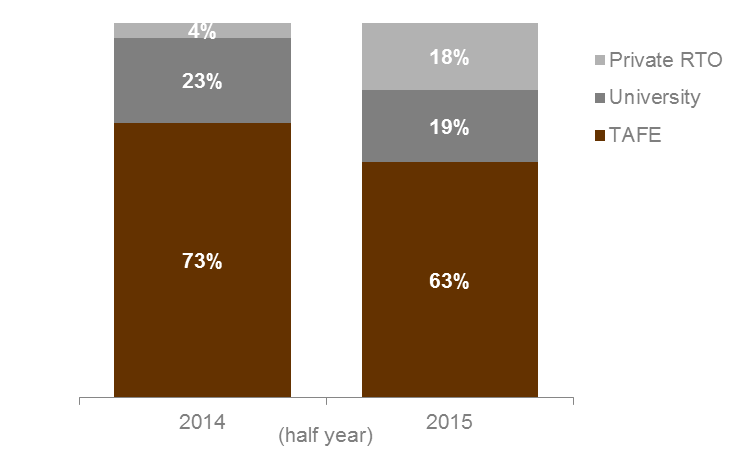 4%
23%
73%
18%
19%
63%
Private RTO
University
TAFE
2014
2015
(half year)